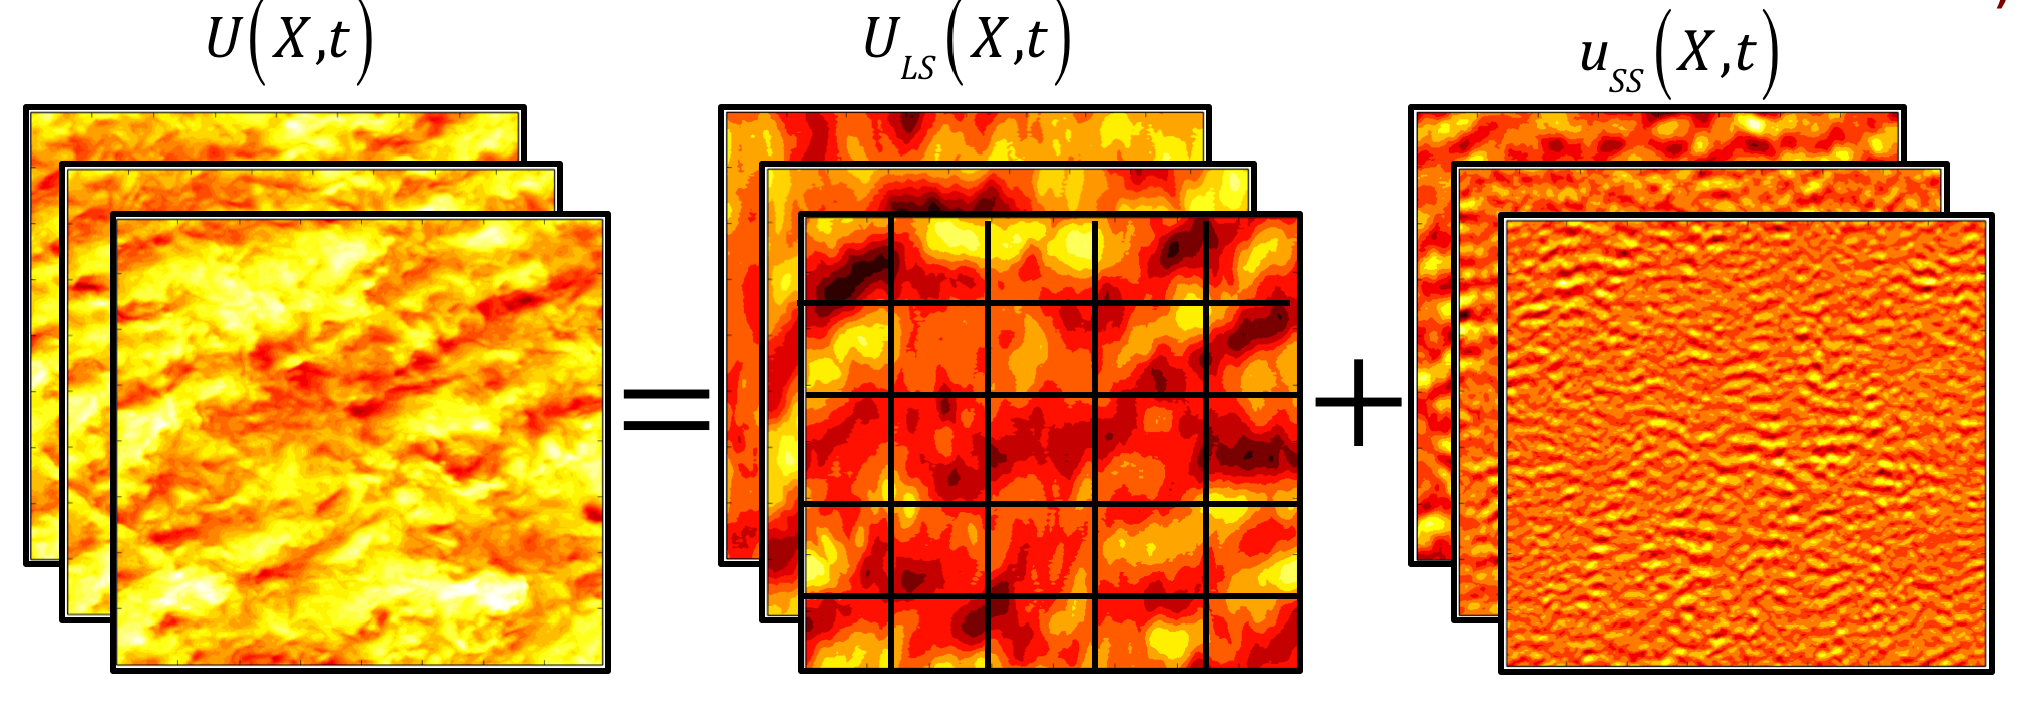 U(X,t)
=
U_LS(X,t)
+
u_SS(X,t)